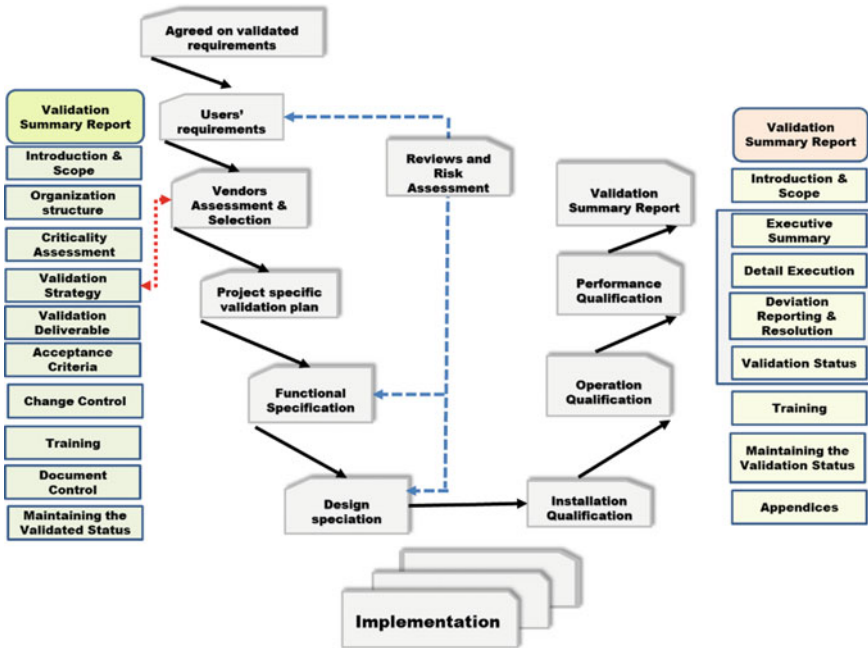 Agreed on validated
requirements
Validation
Summary Report
Introduction &
Scope
Organization
structure
Criticality
Assessment
Validation
Strategy
Validation
Deliverable
Acceptance
Criteria
Change Control
Training
Document
Control
Maintaining the
Validated Status
Users’
requirements
Vendors
Assessment &
Selection
Project specific
validation plan
Functional
Specification
Design
speciation
Reviews and
Risk
Assessment
Installation
Qualification
Operation
Qualification
Performance
Qualification
Validation
Summary Report
Implementation
Validation
Summary Report
Introduction &
Scope
Executive
Summary
Detail Execution
Deviation
Reporting &
Resolution
Validation Status
Training
Maintaining the
Validation Status
Appendices